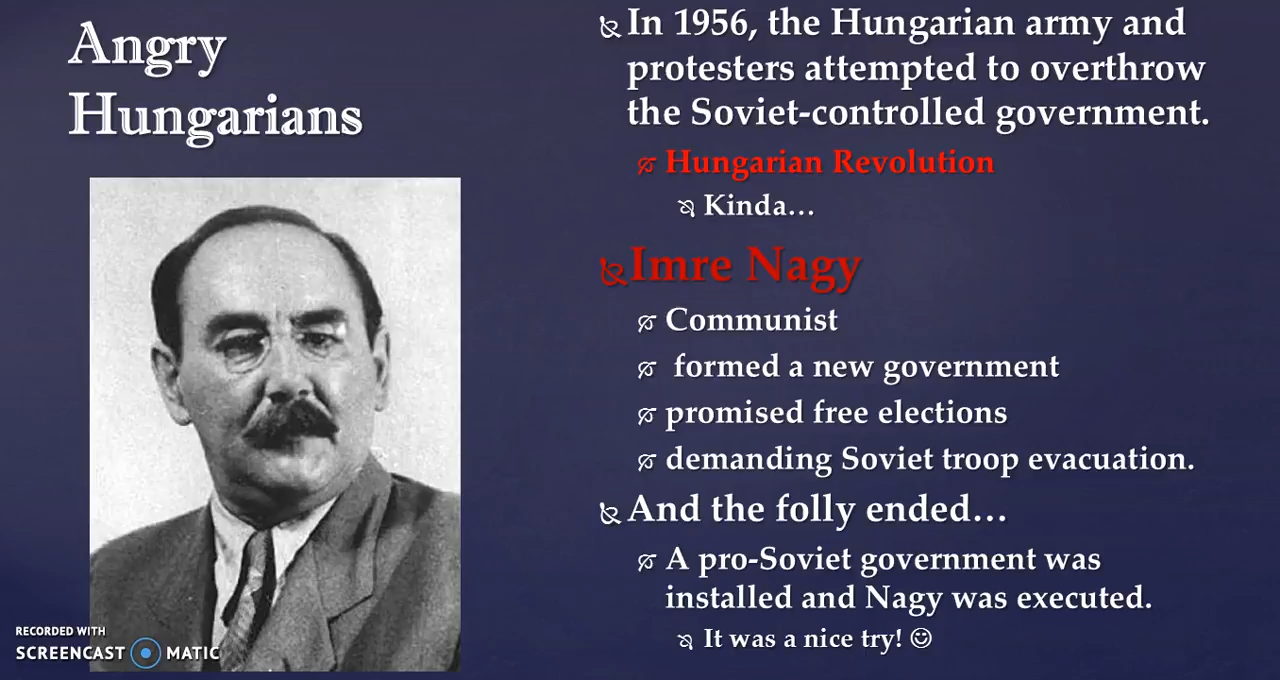 Angry
Hungarians
In 1956, the Hungarian army and
protesters attempted to overthrow
the Soviet-controlled government.
Hungarian Revolution
Kinda…
Imre Nagy
Communist
formed a new government
promised free elections
demanding Soviet troop evacuation.
And the folly ended…
A pro-Soviet government was
installed and Nagy was executed.
It was a nice try! ☺
RECORDED WITH
SCREENCAST MATIC